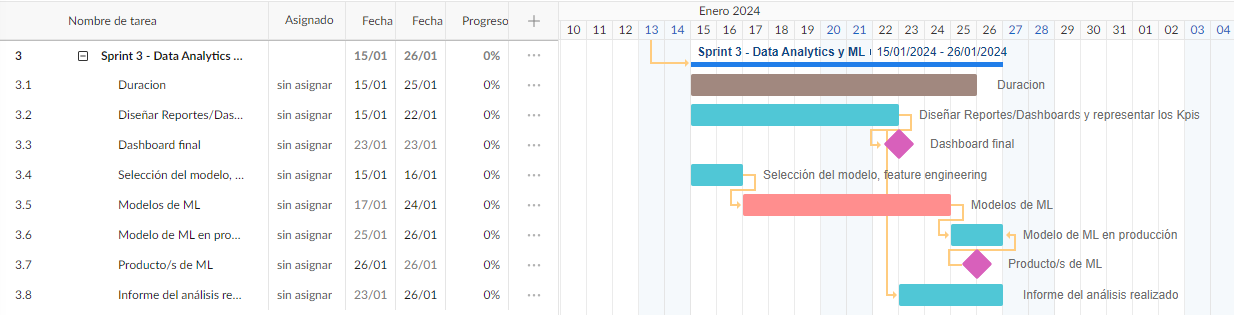 Nombre de tarea Asignado Fecha Fecha Progreso
Enero 2024
10 11 12 13 14 15 16 17 18 19 20 21 22 23 24 25 26 27 28 29 30 31 01 02 03 04
3 Sprint 3 - Data Analytics ... 15/01 26/01 0% Sprint 3 - Data Analytics y ML 15/01/2024 - 26/01/2024
3.1 Duracion sin asignar 15/01 25/01 0% Duracion
3.2 Diseñar Reportes/Das... sin asignar 15/01 22/01 0% Diseñar Reportes/Dashboards y representar los Kpis
3.3 Dashboard final sin asignar 23/01 23/01 0% Dashboard final
3.4 Selección del modelo, ... sin asignar 15/01 16/01 0% Selección del modelo, feature engineering
3.5 Modelos de ML sin asignar 17/01 24/01 0% Modelos de ML
3.6 Modelo de ML en pro... sin asignar 25/01 26/01 0% Modelo de ML en producción
3.7 Producto/s de ML sin asignar 26/01 26/01 0% Producto/s de ML
3.8 Informe del análisis re... sin asignar 23/01 26/01 0% Informe del análisis realizado